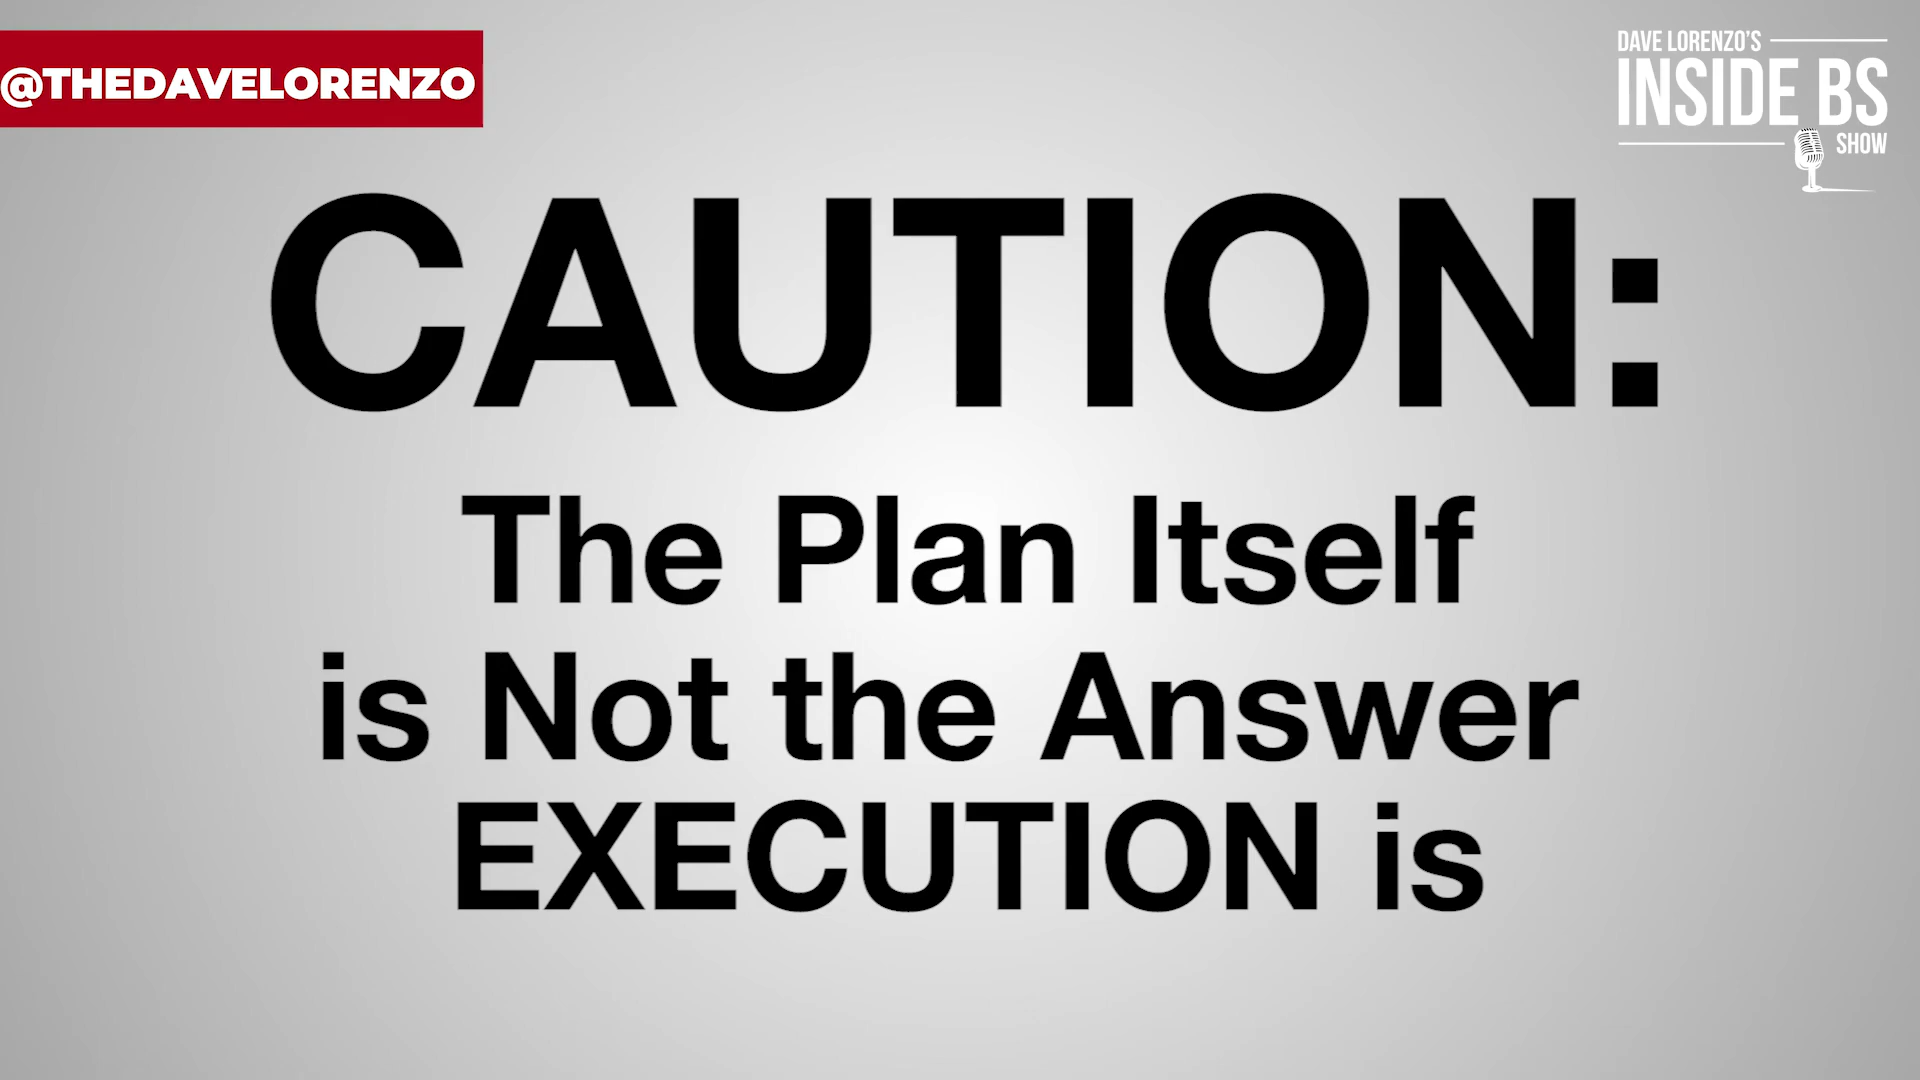 @THEDAVELORENZO
DAVE LORENZO'S
INSIDE BS
SHOW
CAUTION:
The Plan Itself
is Not the Answer
EXECUTION is